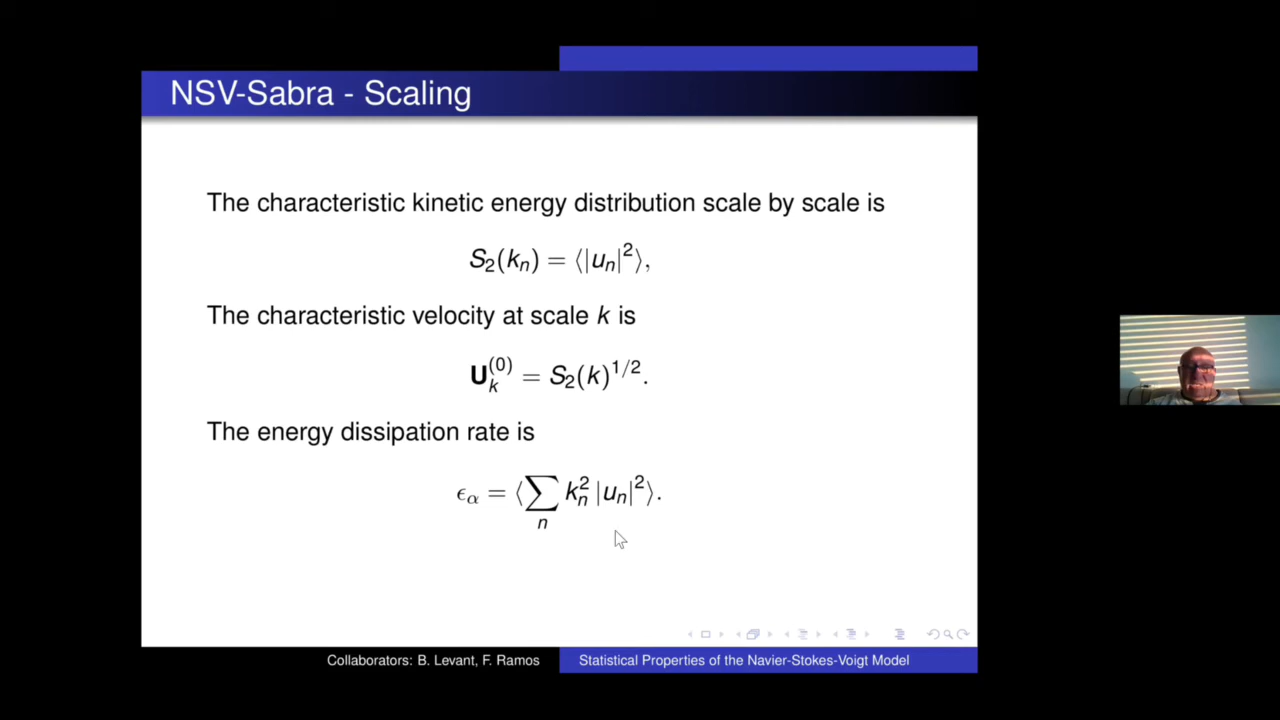 NSV-Sabra - Scaling
The characteristic kinetic energy distribution scale by scale is
S₂(kₙ) = ⟨|uₙ|²⟩,
The characteristic velocity at scale k is
U_k^{(0)} = S₂(k)^{1/2}.
The energy dissipation rate is
ϵ_α = ⟨∑_n k_n^2 |uₙ|²⟩.
Collaborators: B. Levant, F. Ramos
Statistical Properties of the Navier-Stokes-Voigt Model